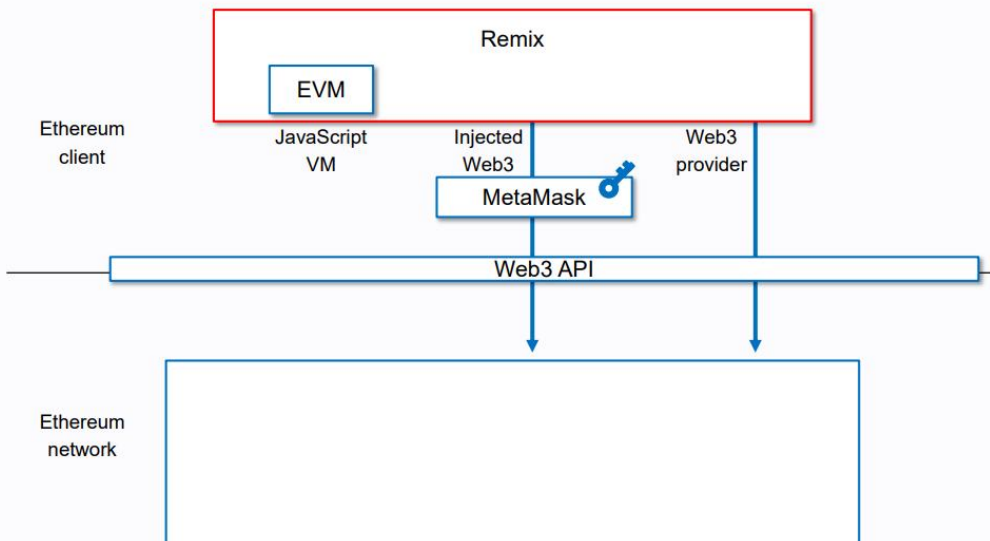 Remix
EVM
Ethereum
client
JavaScript
VM
Injected
Web3
Web3
provider
MetaMask
Web3 API
Ethereum
network